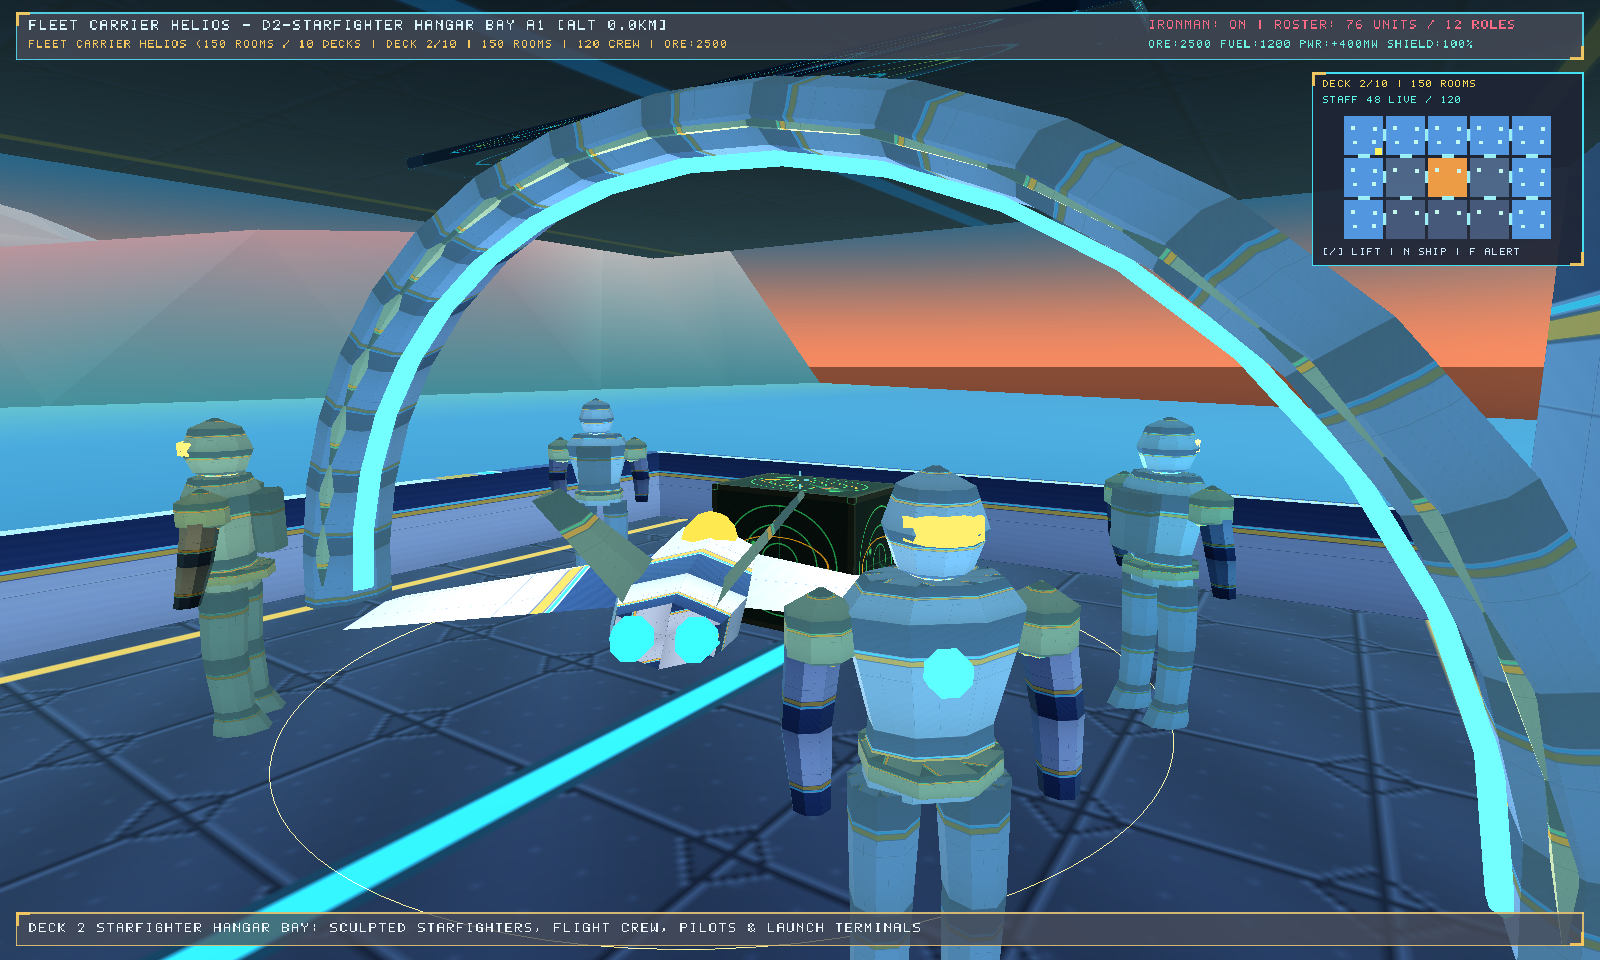 FLEET CARRIER HELIOS - D2-STARFIGHTER HANGAR BAY A1 [ALT 0.0KM]
FLEET CARRIER HELIOS (150 ROOMS / 10 DECKS | DECK 2/10 | 150 ROOMS | 120 CREW | ORE:2500
IRONMAN: ON | ROSTER: 76 UNITS / 12 ROLES
ORE:2500 FUEL:1200 PWR:+400MW SHIELD:100%
DECK 2/10 | 150 ROOMS
STAFF 48 LIVE / 120
[/] LIFT | N SHIP | F ALERT
DECK 2 STARFIGHTER HANGAR BAY: SCULPTED STARFIGHTERS, FLIGHT CREW, PILOTS & LAUNCH TERMINALS